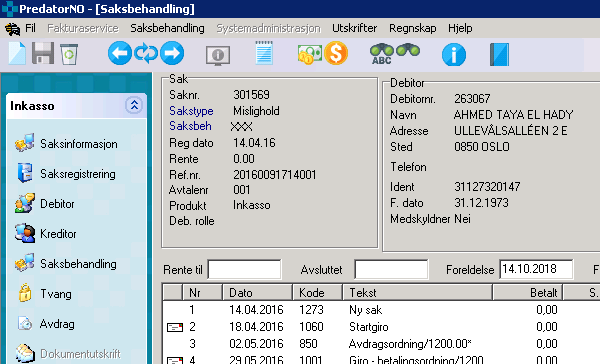 PredatorNO - [Saksbehandling]
Fil Fakturaservice Saksbehandling Systemadministrasjon Utskrifter Regnskap Hjelp
ABC
Inkasso
Saksinformasjon
Saksregistrering
Debitor
Kreditor
Saksbehandling
Tvang
Avdrag
Dokumentutskrift
Sak
Saknr. 301569
Sakstype Mislighold
Saksbeh XXX
Reg dato 14.04.16
Rente 0.00
Ref.nr. 20160091714001
Avtalenr 001
Produkt Inkasso
Deb. rolle
Debitor
Debitornr. 263067
Navn AHMED TAYA EL HADY
Adresse ULLEVÅLSALLÉEN 2 E
Sted 0850 OSLO
Telefon
Ident 31127320147
F. dato 31.12.1973
Medskyldner Nei
Rente til Avsluttet Foreldelse 14.10.2018 F
Nr Dato Kode Tekst Betalt S.
1 14.04.2016 1273 Ny sak 0,00
2 18.04.2016 1060 Startgiro 0,00
3 02.05.2016 850 Avdragsordning/1200.00* 0,00
4 29.05.2016 1001 Giro - betalingsordning/1200.00 0,00